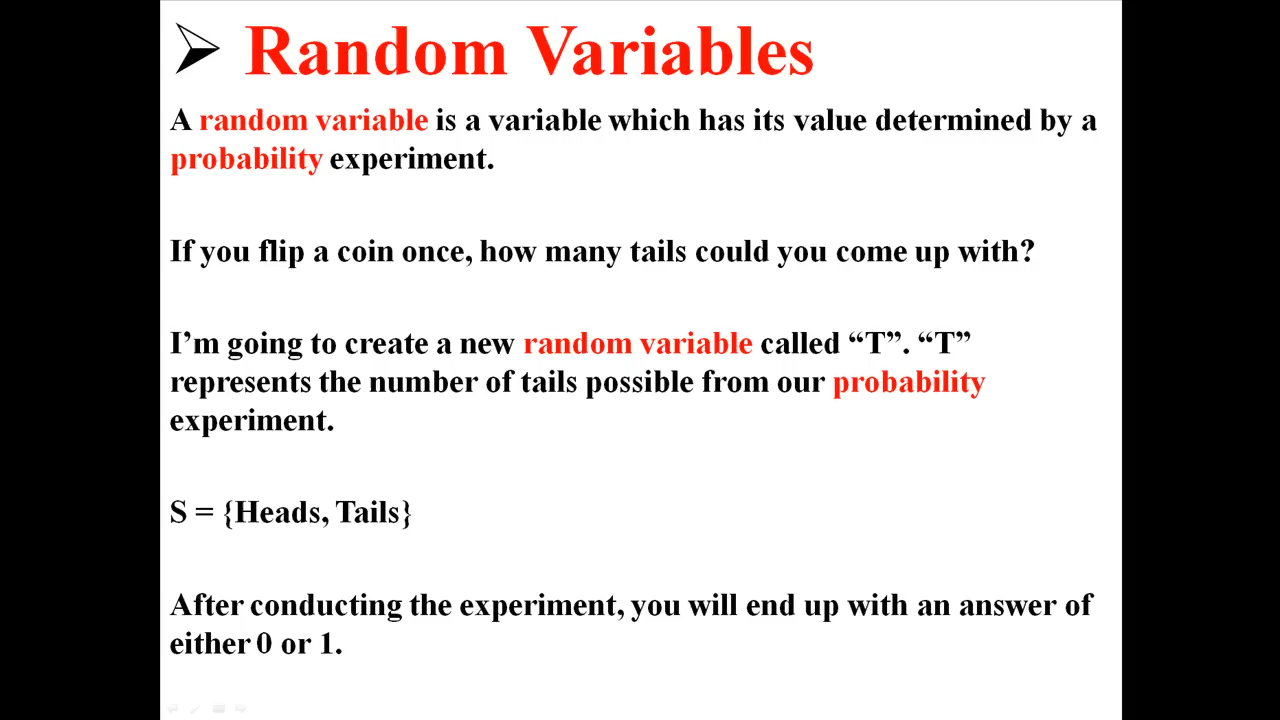 Random Variables
A random variable is a variable which has its value determined by a
probability experiment.
If you flip a coin once, how many tails could you come up with?
I’m going to create a new random variable called “T”. “T”
represents the number of tails possible from our probability
experiment.
S = {Heads, Tails}
After conducting the experiment, you will end up with an answer of
either 0 or 1.